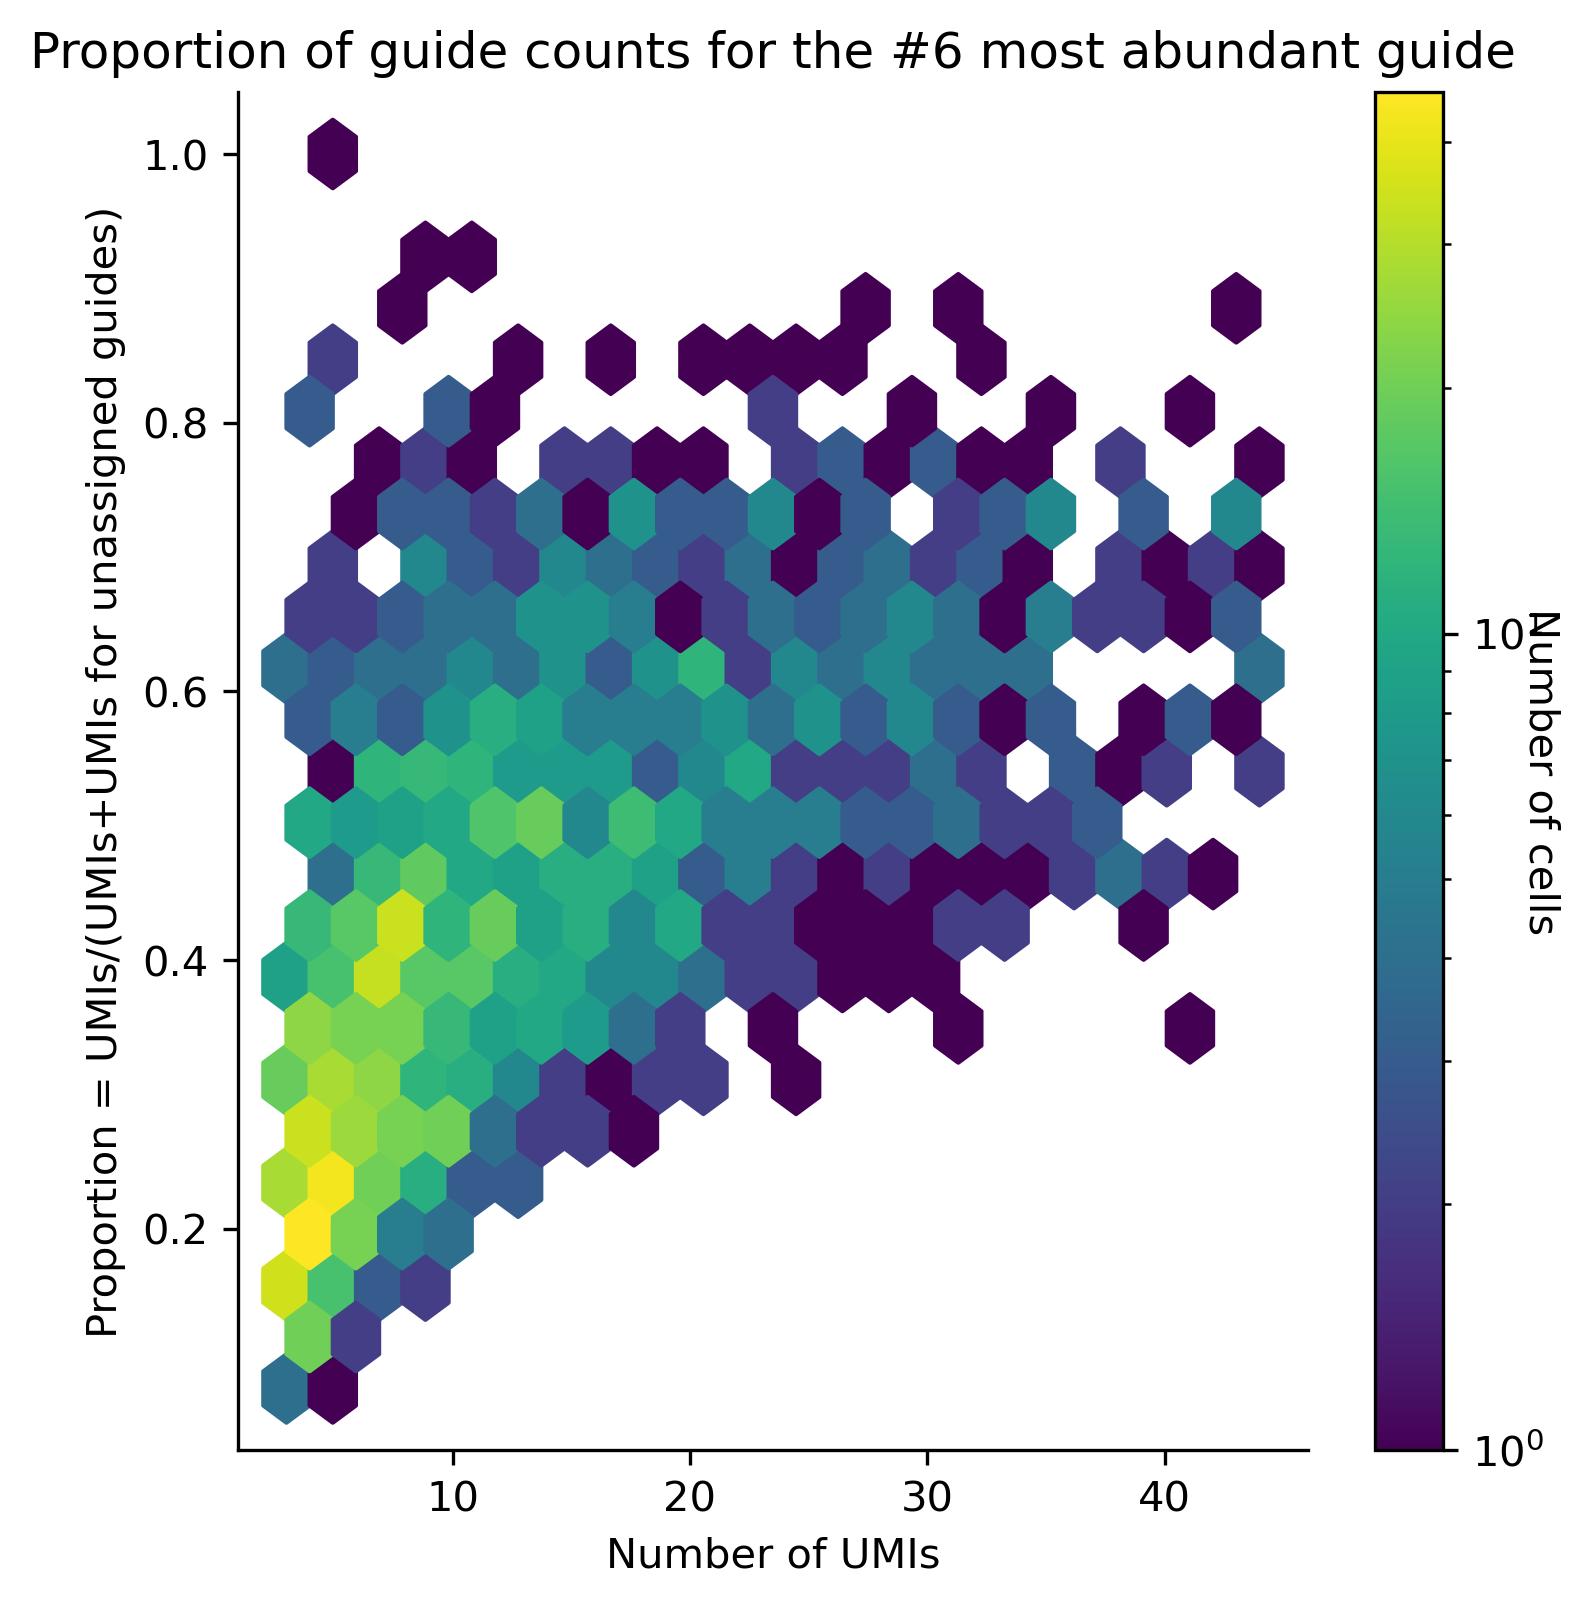 Proportion of guide counts for the #6 most abundant guide
Proportion = UMIs/(UMIs+UMIs for unassigned guides)
1.0
0.8
0.6
0.4
0.2
10
20
30
40
Number of UMIs
10¹
10⁰
Number of cells